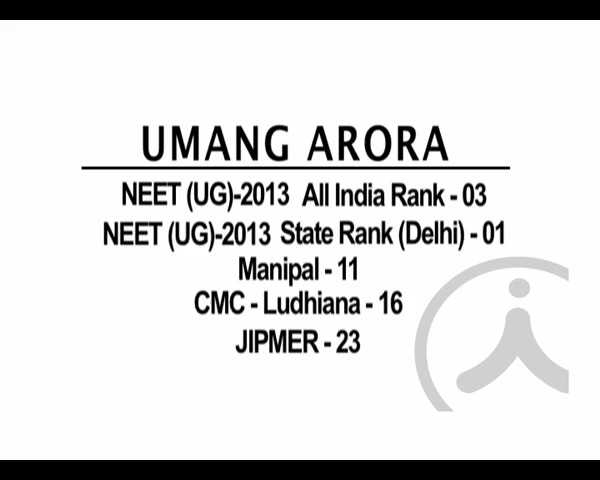 UMANG ARORA
NEET (UG)-2013 All India Rank - 03
NEET (UG)-2013 State Rank (Delhi) - 01
Manipal - 11
CMC - Ludhiana - 16
JIPMER - 23